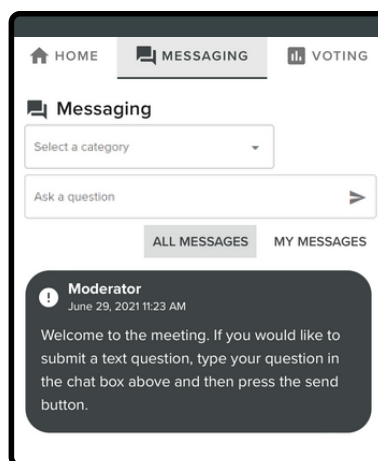 HOME MESSAGING VOTING
Messaging
Select a category
Ask a question
ALL MESSAGES MY MESSAGES
Moderator
June 29, 2021 11:23 AM
Welcome to the meeting. If you would like to
submit a text question, type your question in
the chat box above and then press the send
button.